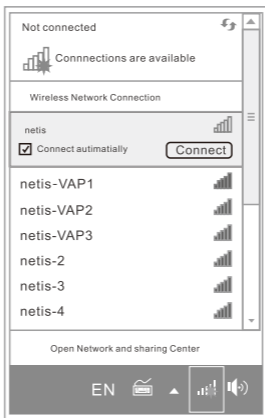 Not connected
Connnections are available
Wireless Network Connection
netis
Connect autimatially
Connect
netis-VAP1
netis-VAP2
netis-VAP3
netis-2
netis-3
netis-4
Open Network and sharing Center
EN